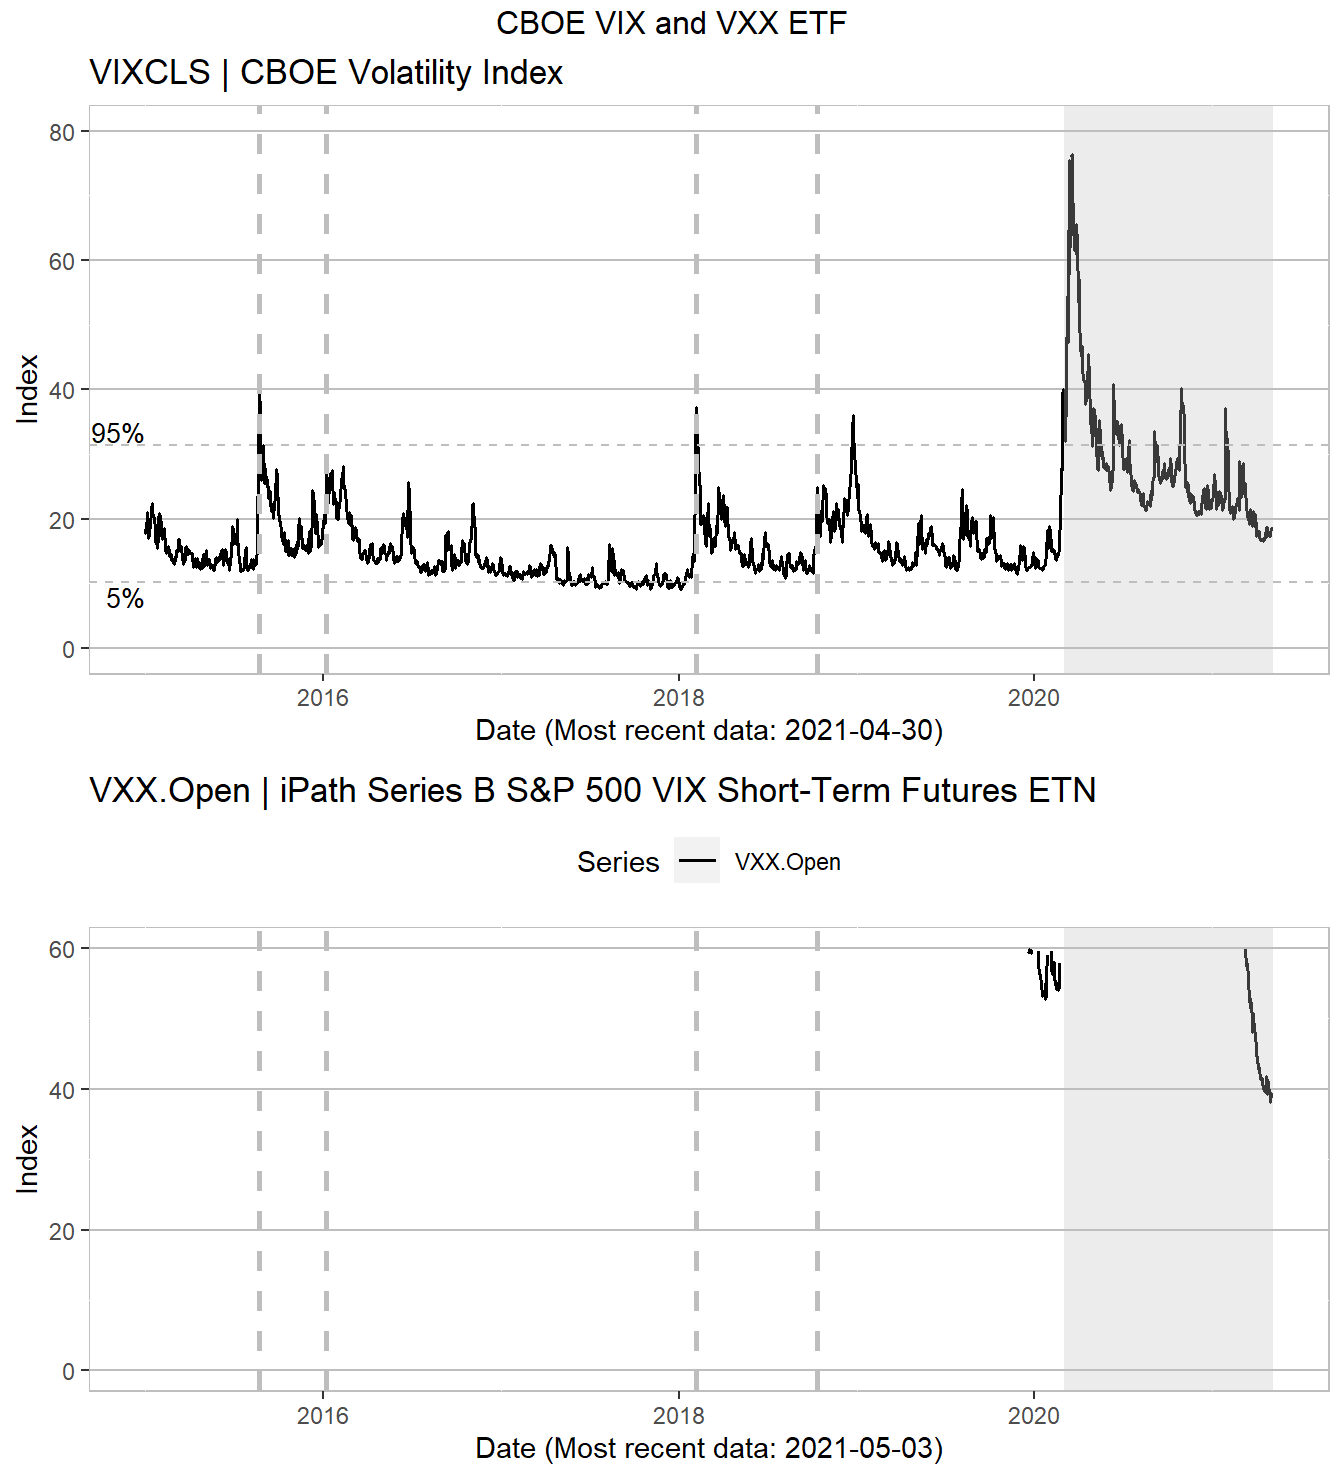 CBOE VIX and VXX ETF
VIXCLS | CBOE Volatility Index
80
60
40
20
0
Index
95%
5%
2016 2018 2020
Date (Most recent data: 2021-04-30)
VXX.Open | iPath Series B S&P 500 VIX Short-Term Futures ETN
Series VXX.Open
60
40
20
0
Index
2016 2018 2020
Date (Most recent data: 2021-05-03)